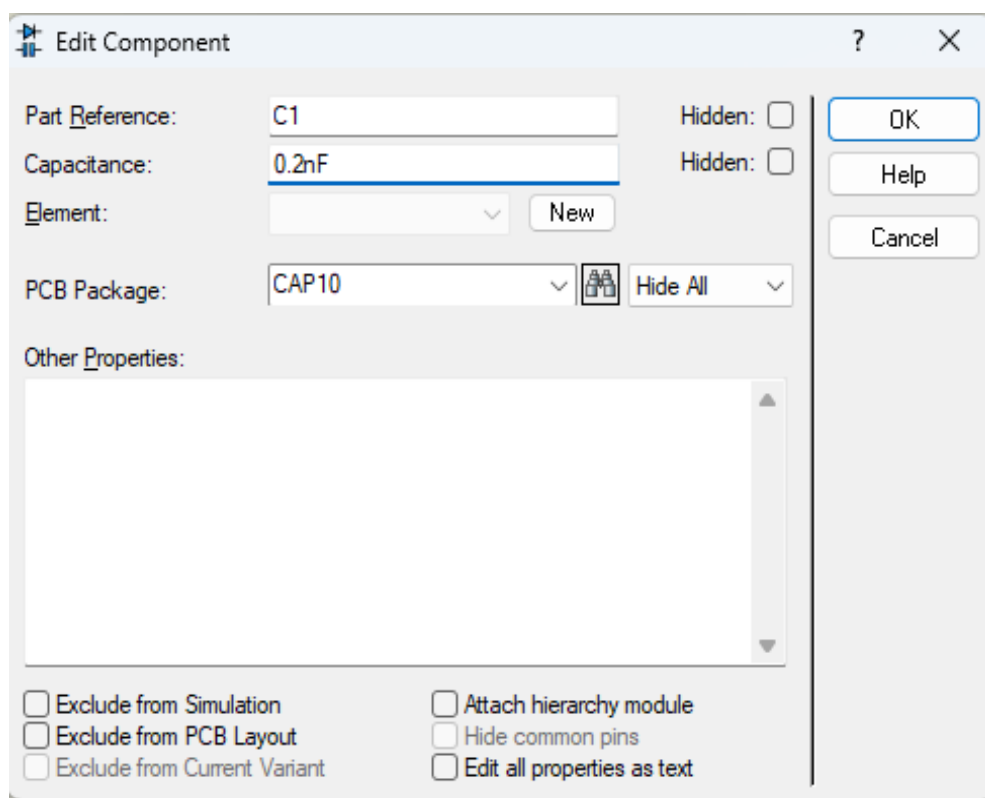 Edit Component ? ×
Part Reference: C1 Hidden: OK
Capacitance: 0.2nF Hidden: Help
Element: New Cancel
PCB Package: CAP10 Hide All
Other Properties:
Exclude from Simulation Attach hierarchy module
Exclude from PCB Layout Hide common pins
Exclude from Current Variant Edit all properties as text